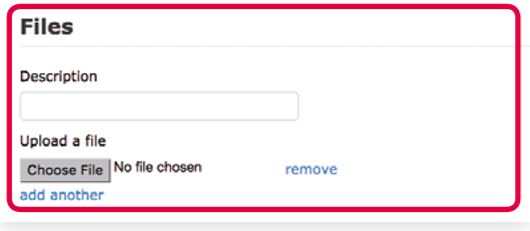 Files
Description
Upload a file
Choose File No file chosen remove
add another